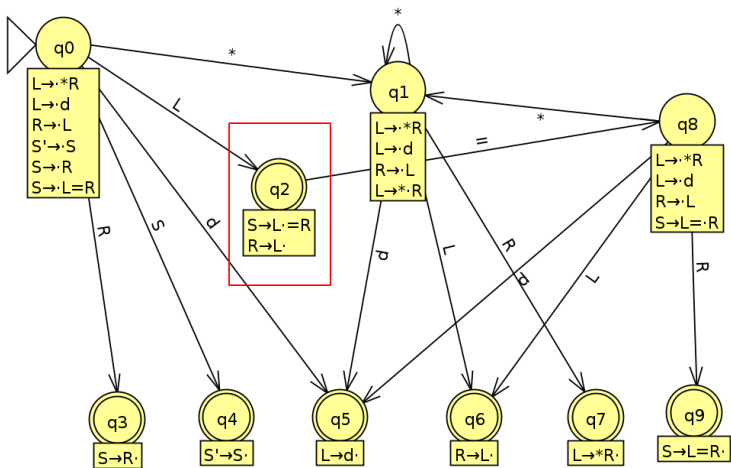 q0
L→·*R
L→d
R→·L
S'→·S
S→·R
S→·L=R
*
L
R
S
d
q2
S→L·=R
R→L·
*
q1
L→·*R
L→d
R→·L
L→*·R
=
*
q8
L→·*R
L→d
R→·L
S→L=·R
d
L
R
d
L
R
q3
S→R·
q4
S'→S·
q5
L→d·
q6
R→L·
q7
L→*R·
q9
S→L=R·